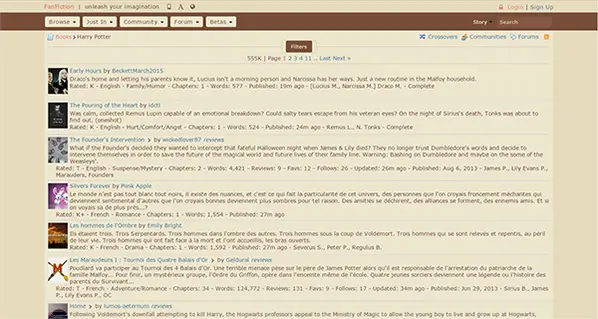 FanFiction | unleash your imagination
Login | Sign Up
Browse Just In Community Forum Betas
Story Search
Books > Harry Potter
Crossovers Communities Forums
Filters
555K | Page 1 2 3 4 11 .. Last Next »
Early Hours by BeckettMarch2015
Draco's home and letting his parents know it, Lucius isn't a morning person and Narcissa has her ways. Just a new routine in the Malfoy household.
Rated: K - English - Family/Humor - Chapters: 1 - Words: 577 - Published: 19m ago - [Lucius M., Narcissa M.] Draco M. - Complete
The Pouring of the Heart by idctl
Was calm, collected Remus Lupin capable of an emotional breakdown? Could salty tears escape from his veteran eyes? On the night of Sirius's death, Tonks was about to
find out. (oneshot)
Rated: K - English - Hurt/Comfort/Angst - Chapters: 1 - Words: 524 - Published: 24m ago - Remus L., N. Tonks - Complete
The Founder's Intervention > by wickedlover87 reviews
What if the Founder's decided they wanted to intercept that fateful Halloween night when James & Lily died? They no longer trust Dumbledore's words and decide to
intervene themselves in order to save the future of the magical world and future lives of their family line. Warning: Bashing on Dumbledore and maybe on the some of the
Weasleys'.
Rated: T - English - Suspense/Mystery - Chapters: 2 - Words: 4,421 - Reviews: 9 - Favs: 12 - Follows: 26 - Updated: 26m ago - Published: Aug 6, 2013 - James P., Lily Evans P.,
Marauders, Founders
Silvers Forever by Pink Apple
Le monde n'est pas tout blanc tout noirs, il existe des nuances, et c'est ce qui fait la particularité de cet univers, des personnes que l'on croyais froncement méchantes qui
deviennent sentimental d'autres que l'on croyais bonnes deviennent plus sombres pour tel raison. Des amitiés se déchirent, des alliances se forment, des ennemis amis. Et si
on voyais sa de plus près...?
Rated: K+ - French - Romance - Chapters: 1 - Words: 1,554 - Published: 27m ago
Les hommes de l'Ombre by Emily Bright
Ils étaient trois. Trois Serpentards. Trois hommes dans l'ombre des autres. Trois hommes sous la coup de Voldemort. Trois hommes qui se sont relevés et repentis, au péril
de leur vie. Trois hommes qui ont fait face à la mort et l'ont accueillis, les bras ouverts.
Rated: K - French - Drama - Chapters: 1 - Words: 1,592 - Published: 27m ago - Severus S., Peter P., Regulus B.
Les Maraudeurs I : Tournoi des Quatre Balais d'Or > by Geldural reviews
Poudlard va participer au Tournoi des 4 Balais d'Or. Une terrible menace pèse sur le père de James Potter alors qu'il est responsable de l'arrestation du patriarche de la
famille Malfoy... Pour finir, un mystérieux groupe, l'Ordre du Griffon, opère dans l'enceinte même de l'école. Quatre jeunes sorciers deviennent une légende ou l'histoire des
parents du Survivant...
Rated: T - French - Adventure/Romance - Chapters: 34 - Words: 124,772 - Reviews: 131 - Favs: 9 - Follows: 17 - Updated: 34m ago - Published: Jun 29, 2013 - Sirius B., James
P., Lily Evans P., OC
Home > by lumos-aeternum reviews
Following Voldemort's downfall attempting to kill Harry, the Hogwarts professors appeal to the Ministry of Magic to allow the young boy to live and grow up at Hogwarts,